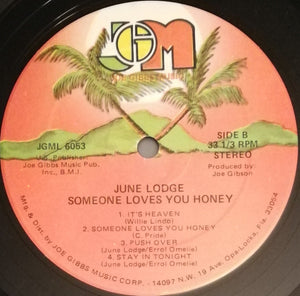 JGM
JOE GIBBS MUSIC
JGML 6063
SIDE B
33 1/3 RPM
STEREO
U.S. Publisher
Joe Gibbs Music Pub.
Inc., B.M.I.
Produced by:
Joe Gibson
JUNE LODGE
SOMEONE LOVES YOU HONEY
1. IT'S HEAVEN
(Willie Lindo)
2. SOMEONE LOVES YOU HONEY
(C. Pride)
3. PUSH OVER
(June Lodge/Errol Omelie)
4. STAY IN TONIGHT
(June Lodge/Errol Omelie)
Mfg. & Disc. by JOE GIBBS MUSIC CORP. - 14097 N.W. 19 Ave. Opa-Locka, Fla. 33054